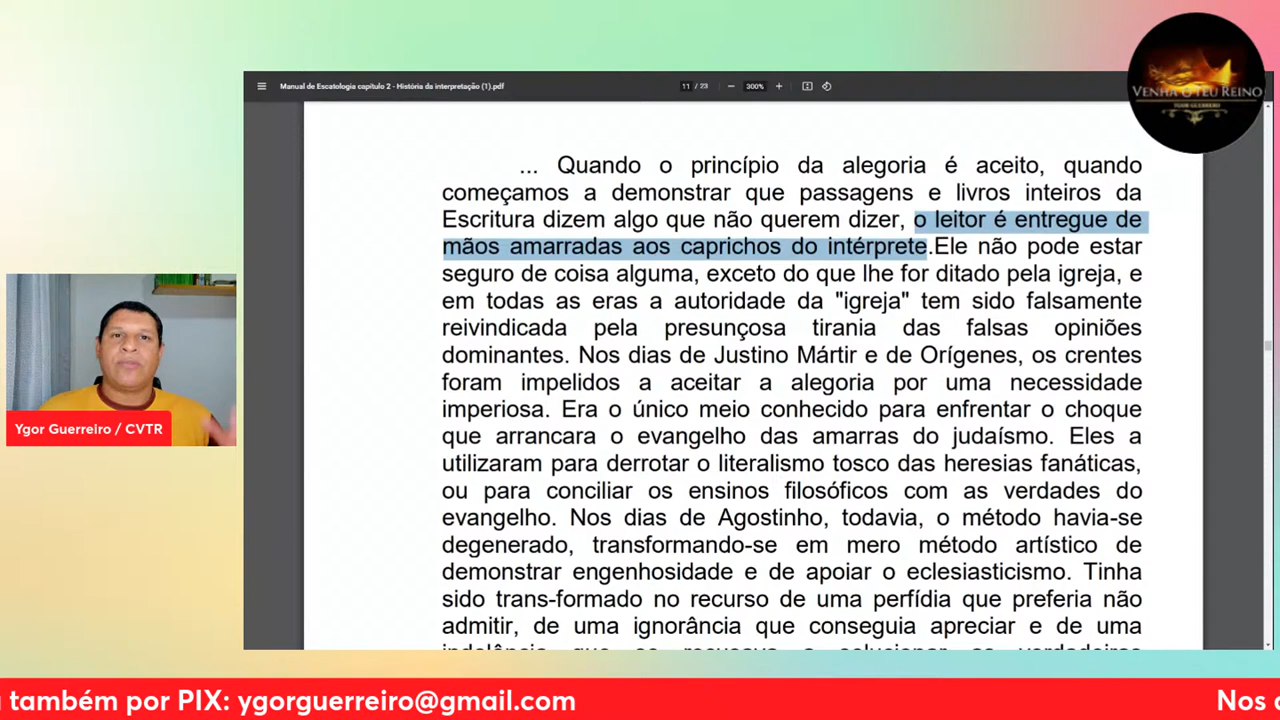 Manual de Escatologia capítulo 2 - História da interpretação (1).pdf
11 / 23
300%
VENHA O TEU REINO
YGOR GUERREIRO
... Quando o princípio da alegoria é aceito, quando
começamos a demonstrar que passagens e livros inteiros da
Escritura dizem algo que não querem dizer, o leitor é entregue de
mãos amarradas aos caprichos do intérprete.Ele não pode estar
seguro de coisa alguma, exceto do que lhe for ditado pela igreja, e
em todas as eras a autoridade da "igreja" tem sido falsamente
reivindicada pela presunçosa tirania das falsas opiniões
dominantes. Nos dias de Justino Mártir e de Orígenes, os crentes
foram impelidos a aceitar a alegoria por uma necessidade
imperiosa. Era o único meio conhecido para enfrentar o choque
que arrancara o evangelho das amarras do judaísmo. Eles a
utilizaram para derrotar o literalismo tosco das heresias fanáticas,
ou para conciliar os ensinos filosóficos com as verdades do
evangelho. Nos dias de Agostinho, todavia, o método havia-se
degenerado, transformando-se em mero método artístico de
demonstrar engenhosidade e de apoiar o eclesiasticismo. Tinha
sido trans-formado no recurso de uma perfídia que preferia não
admitir, de uma ignorância que conseguia apreciar e de uma
Ygor Guerreiro / CVTR
também por PIX: ygorguerreiro@gmail.com
Nos